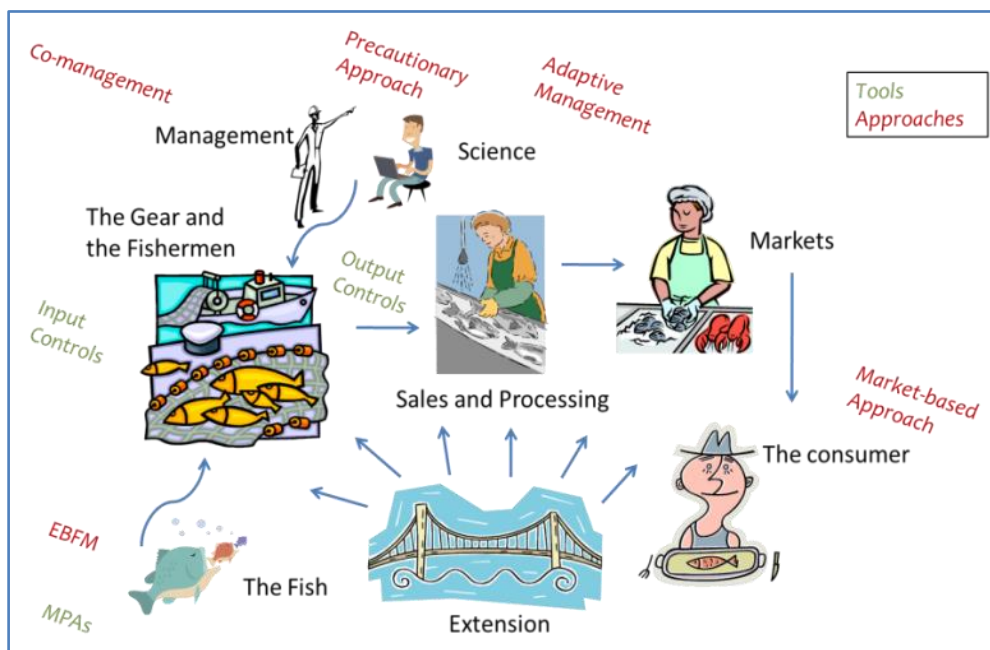 Co-management
Precautionary
Approach
Adaptive
Management
Tools
Approaches
Management
Science
The Gear and
the Fishermen
Output
Controls
Markets
Input
Controls
Sales and Processing
Market-based
Approach
The consumer
EBFM
The Fish
MPAs
Extension